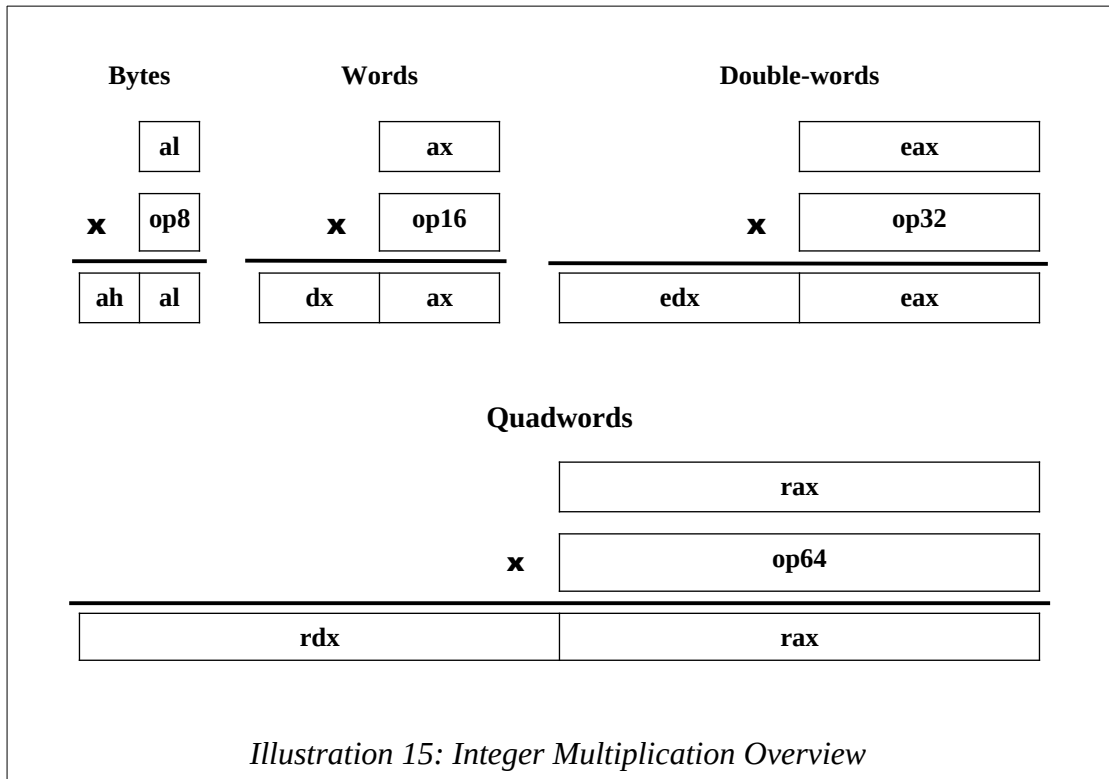 Bytes Words Double-words
al ax eax
x op8 x op16 x op32
ah al dx ax edx eax
Quadwords
rax
x op64
rdx rax
Illustration 15: Integer Multiplication Overview